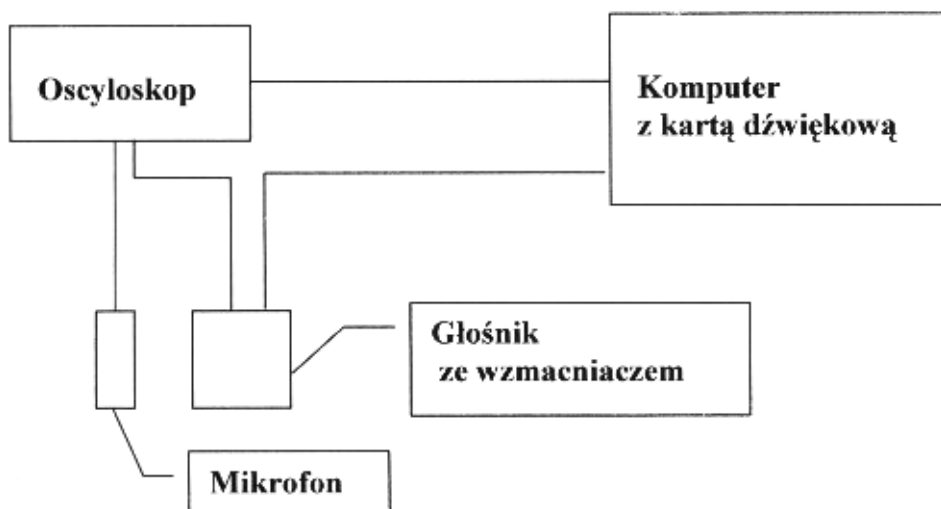 Oscyloskop
Komputer
z kartą dźwiękową
Głośnik
ze wzmacniaczem
Mikrofon